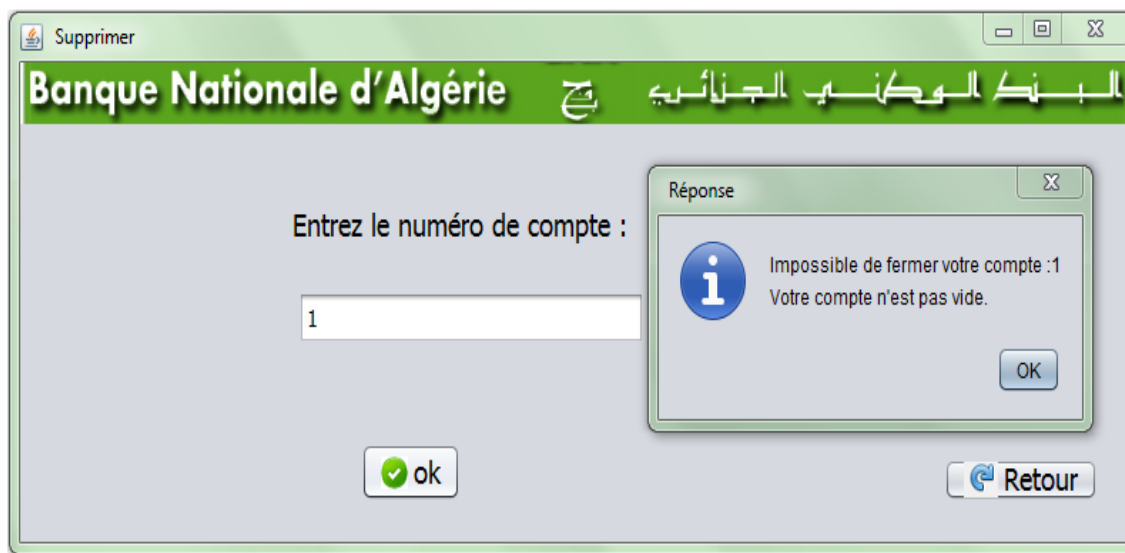 Supprimer
Banque Nationale d'Algérie البنك الوطني الجزائري
Réponse
Entrez le numéro de compte :
Impossible de fermer votre compte :1
Votre compte n'est pas vide.
1
OK
ok
Retour